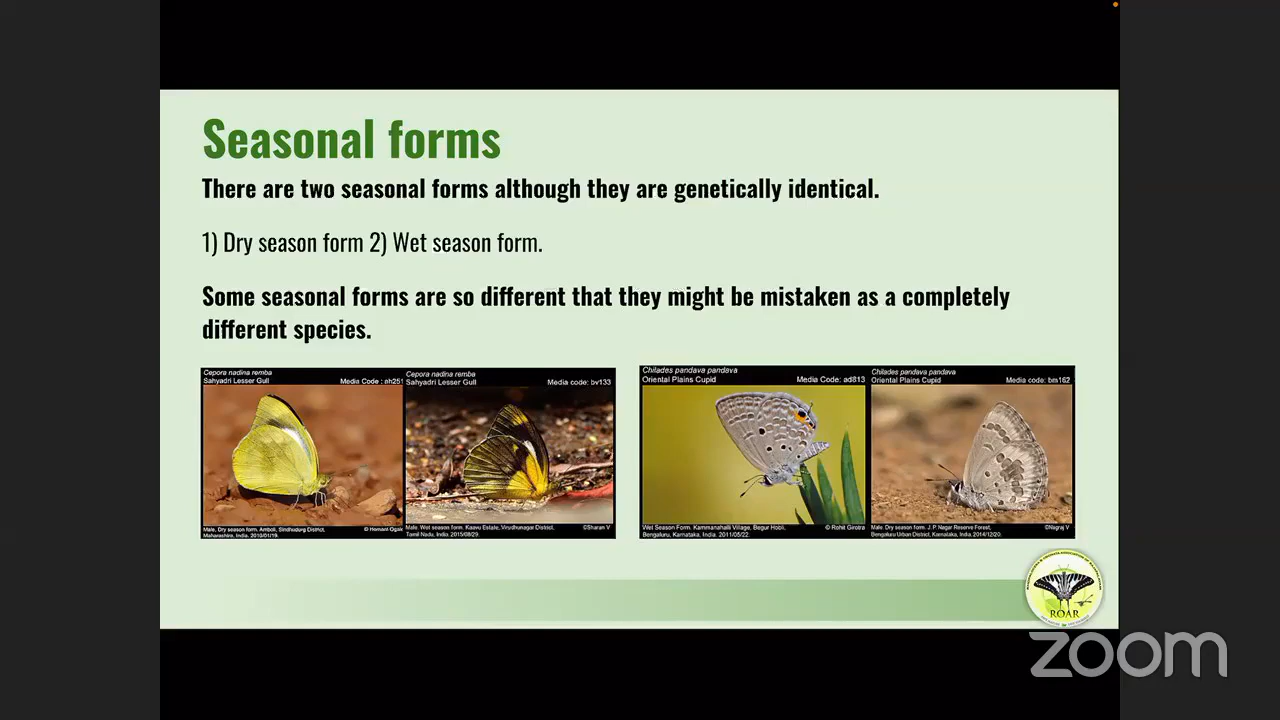 Seasonal forms
There are two seasonal forms although they are genetically identical.
1) Dry season form 2) Wet season form.
Some seasonal forms are so different that they might be mistaken as a completely
different species.
Cepora nadina remba
Sahyadri Lesser Gull Media Code : ah251
Male, Dry season form. Amboli, Sindhudurg District,
Maharashtra, India. 2010/01/19. © Hemant Ogale
Cepora nadina remba
Sahyadri Lesser Gull Media code: bv133
Male. Wet season form. Kaavu Estate, Virudhunagar District,
Tamil Nadu, India. 2015/08/29. ©Sharan V
Chilades pandava pandava
Oriental Plains Cupid Media Code: ad813
Wet Season Form. Kammanahalli Village, Begur Hobli,
Bengaluru, Karnataka, India. 2011/05/22. © Rohit Girotra
Chilades pandava pandava
Oriental Plains Cupid Media code: bm162
Male. Dry season form. J. P. Nagar Reserve Forest,
Bengaluru Urban District, Karnataka, India, 2014/12/20. ©Nagraj V
ROAR
zoom